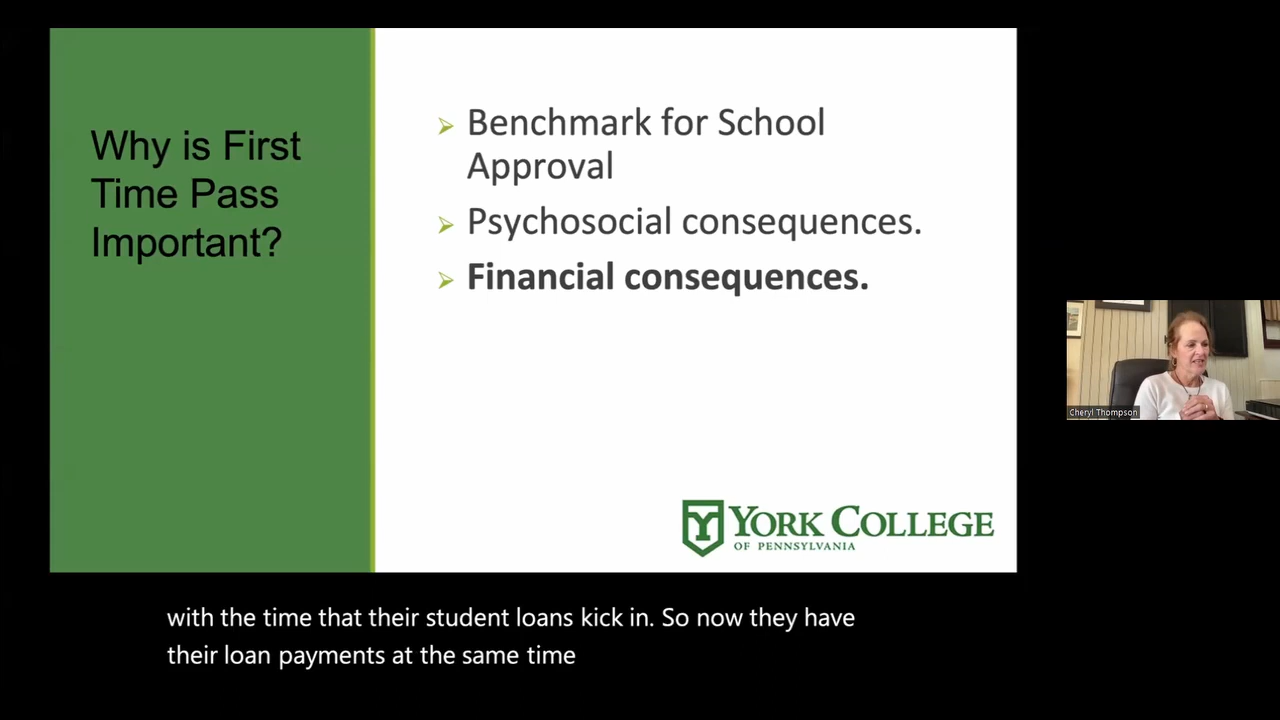 Why is First
Time Pass
Important?
Benchmark for School
Approval
Psychosocial consequences.
Financial consequences.
YORK COLLEGE
OF PENNSYLVANIA
Cheryl Thompson
with the time that their student loans kick in. So now they have
their loan payments at the same time